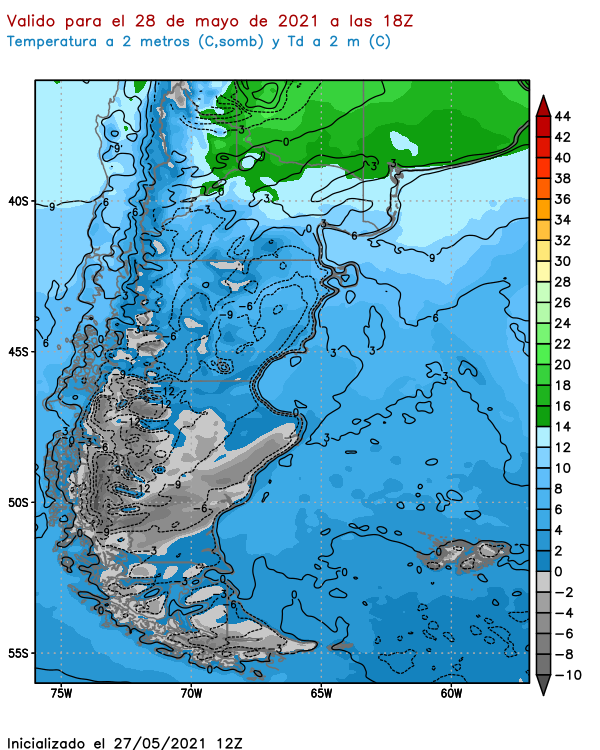 Valido para el 28 de mayo de 2021 a las 18Z
Temperatura a 2 metros (C,somb) y Td a 2 m (C)
44
42
40
38
36
34
32
30
28
26
24
22
20
18
16
14
12
10
8
6
4
2
0
−2
−4
−6
−8
−10
40S
45S
50S
55S
75W
70W
65W
60W
Inicializado el 27/05/2021 12Z